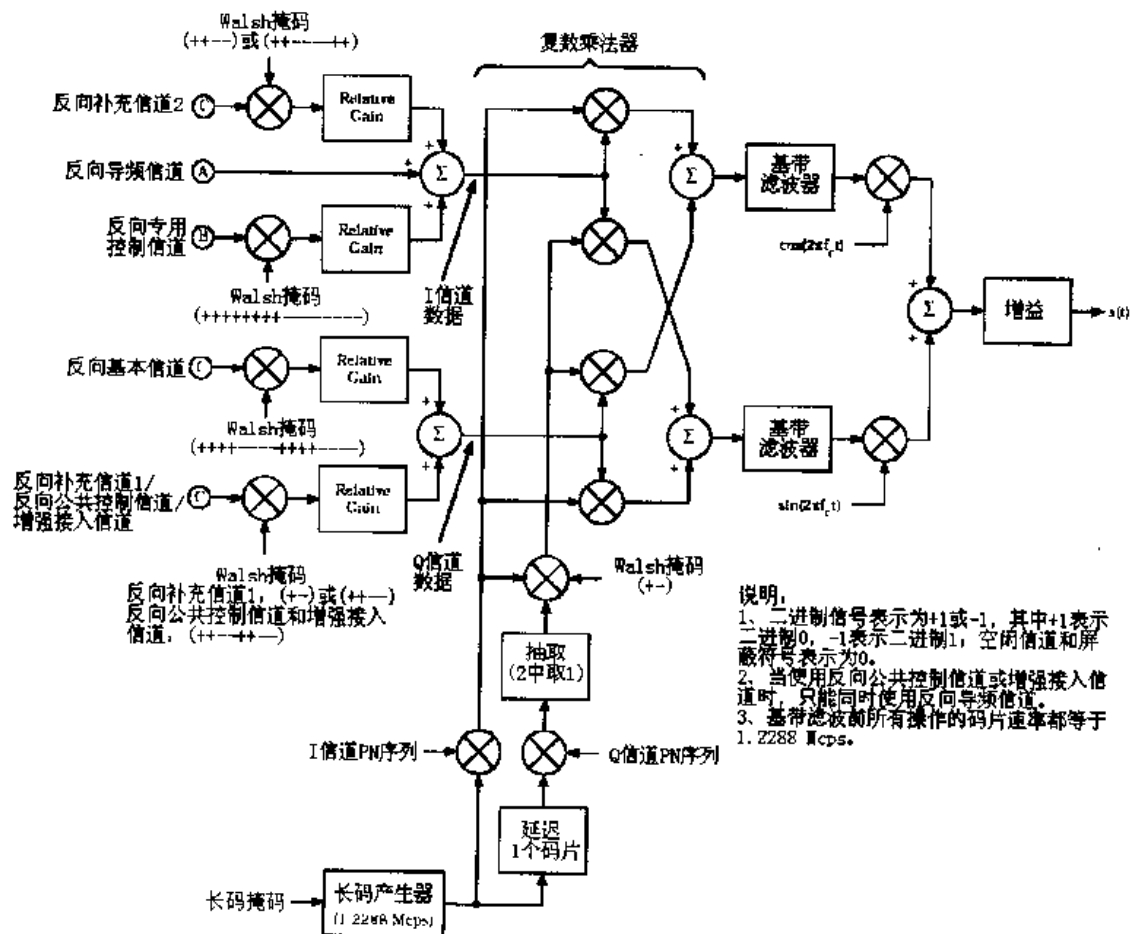 Walsh掩码
(++--)或(++----++)
复数乘法器
反向补充信道2
C
Relative
Gain
反向导频信道
A
反向专用
控制信道
B
Relative
Gain
Walsh掩码
(++++++++--------)
I信道
数据
反向基本信道
C
Relative
Gain
Walsh掩码
(++++----++++----)
反向补充信道1/
反向公共控制信道/
增强接入信道
C
Relative
Gain
Walsh掩码
反向补充信道1，(+-)或(++--)
反向公共控制信道和增强接入
信道：(++--++--)
Q信道
数据
Σ
Σ
Σ
Σ
Σ
基带
滤波器
cos(2πf_c t)
增益
s(t)
基带
滤波器
sin(2πf_c t)
Walsh掩码
(+-)
抽取
(2中取1)
I信道PN序列
Q信道PN序列
延迟
1个码片
长码掩码
长码产生器
(1.2288 Mcps)
说明：
1、二进制信号表示为+1或-1，其中+1表示
二进制0，-1表示二进制1，空闲信道和屏
蔽符号表示为0。
2、当使用反向公共控制信道或增强接入信
道时，只能同时使用反向导频信道。
3、基带滤波前所有操作的码片速率都等于
1.2288 Mcps。